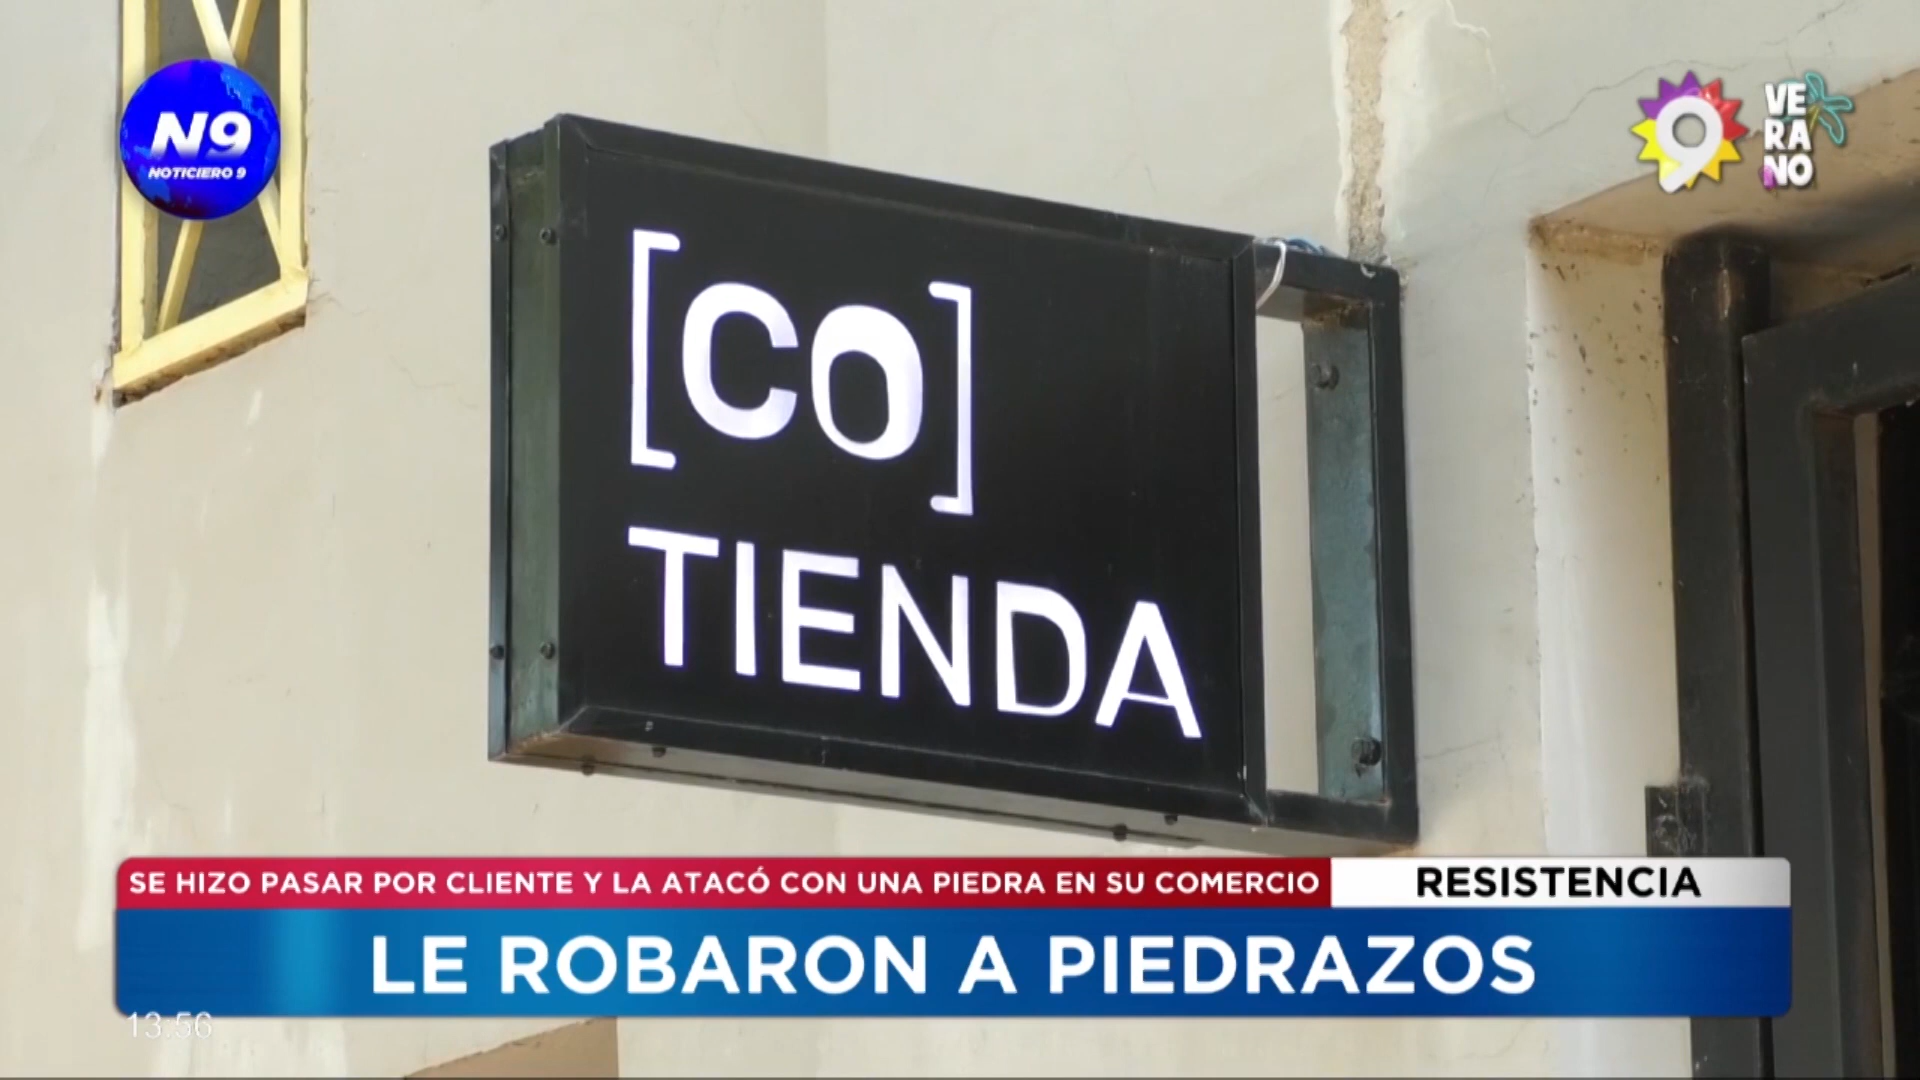 N9
NOTICIERO 9
9
VE
RA
NO
[CO]
TIENDA
SE HIZO PASAR POR CLIENTE Y LA ATACÓ CON UNA PIEDRA EN SU COMERCIO
RESISTENCIA
LE ROBARON A PIEDRAZOS
13:56